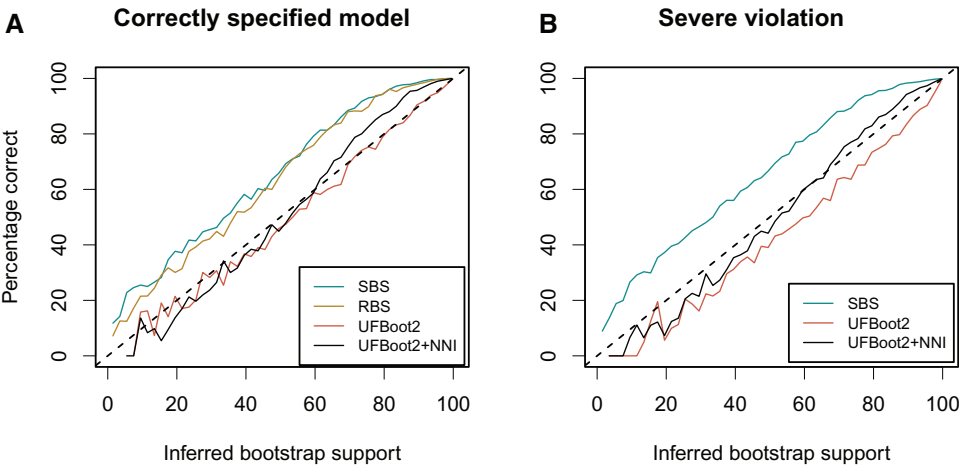 A
Correctly specified model
Percentage correct
100
80
60
40
20
0
SBS
RBS
UFBoot2
UFBoot2+NNI
0 20 40 60 80 100
Inferred bootstrap support
B
Severe violation
100
80
60
40
20
0
SBS
UFBoot2
UFBoot2+NNI
0 20 40 60 80 100
Inferred bootstrap support